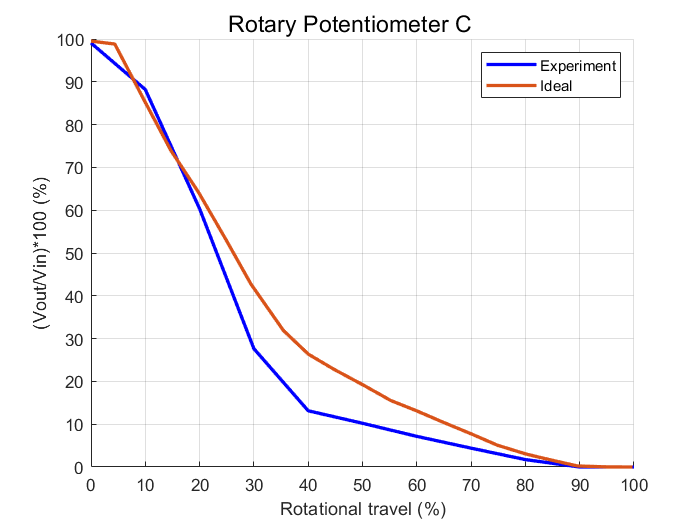 Rotary Potentiometer C
Experiment
Ideal
(Vout/Vin)*100 (%)
100
90
80
70
60
50
40
30
20
10
0
0 10 20 30 40 50 60 70 80 90 100
Rotational travel (%)